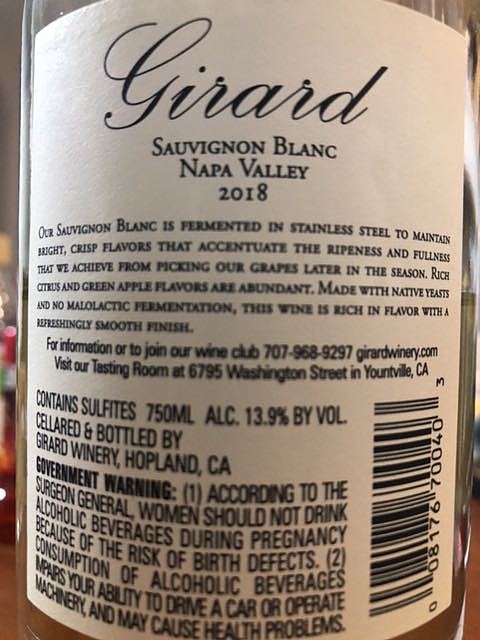 Girard
SAUVIGNON BLANC
NAPA VALLEY
2018
OUR SAUVIGNON BLANC IS FERMENTED IN STAINLESS STEEL TO MAINTAIN
BRIGHT, CRISP FLAVORS THAT ACCENTUATE THE RIPENESS AND FULLNESS
THAT WE ACHIEVE FROM PICKING OUR GRAPES LATER IN THE SEASON. RICH
CITRUS AND GREEN APPLE FLAVORS ARE ABUNDANT. MADE WITH NATIVE YEASTS
AND NO MALOLACTIC FERMENTATION, THIS WINE IS RICH IN FLAVOR WITH A
REFRESHINGLY SMOOTH FINISH.
For information or to join our wine club 707-968-9297 girardwinery.com
Visit our Tasting Room at 6795 Washington Street in Yountville, CA
CONTAINS SULFITES 750ML ALC. 13.9% BY VOL.
CELLARED & BOTTLED BY
GIRARD WINERY, HOPLAND, CA
GOVERNMENT WARNING: (1) ACCORDING TO THE
SURGEON GENERAL, WOMEN SHOULD NOT DRINK
ALCOHOLIC BEVERAGES DURING PREGNANCY
BECAUSE OF THE RISK OF BIRTH DEFECTS. (2)
CONSUMPTION OF ALCOHOLIC BEVERAGES
IMPAIRS YOUR ABILITY TO DRIVE A CAR OR OPERATE
MACHINERY, AND MAY CAUSE HEALTH PROBLEMS.
0 08176 70040 3